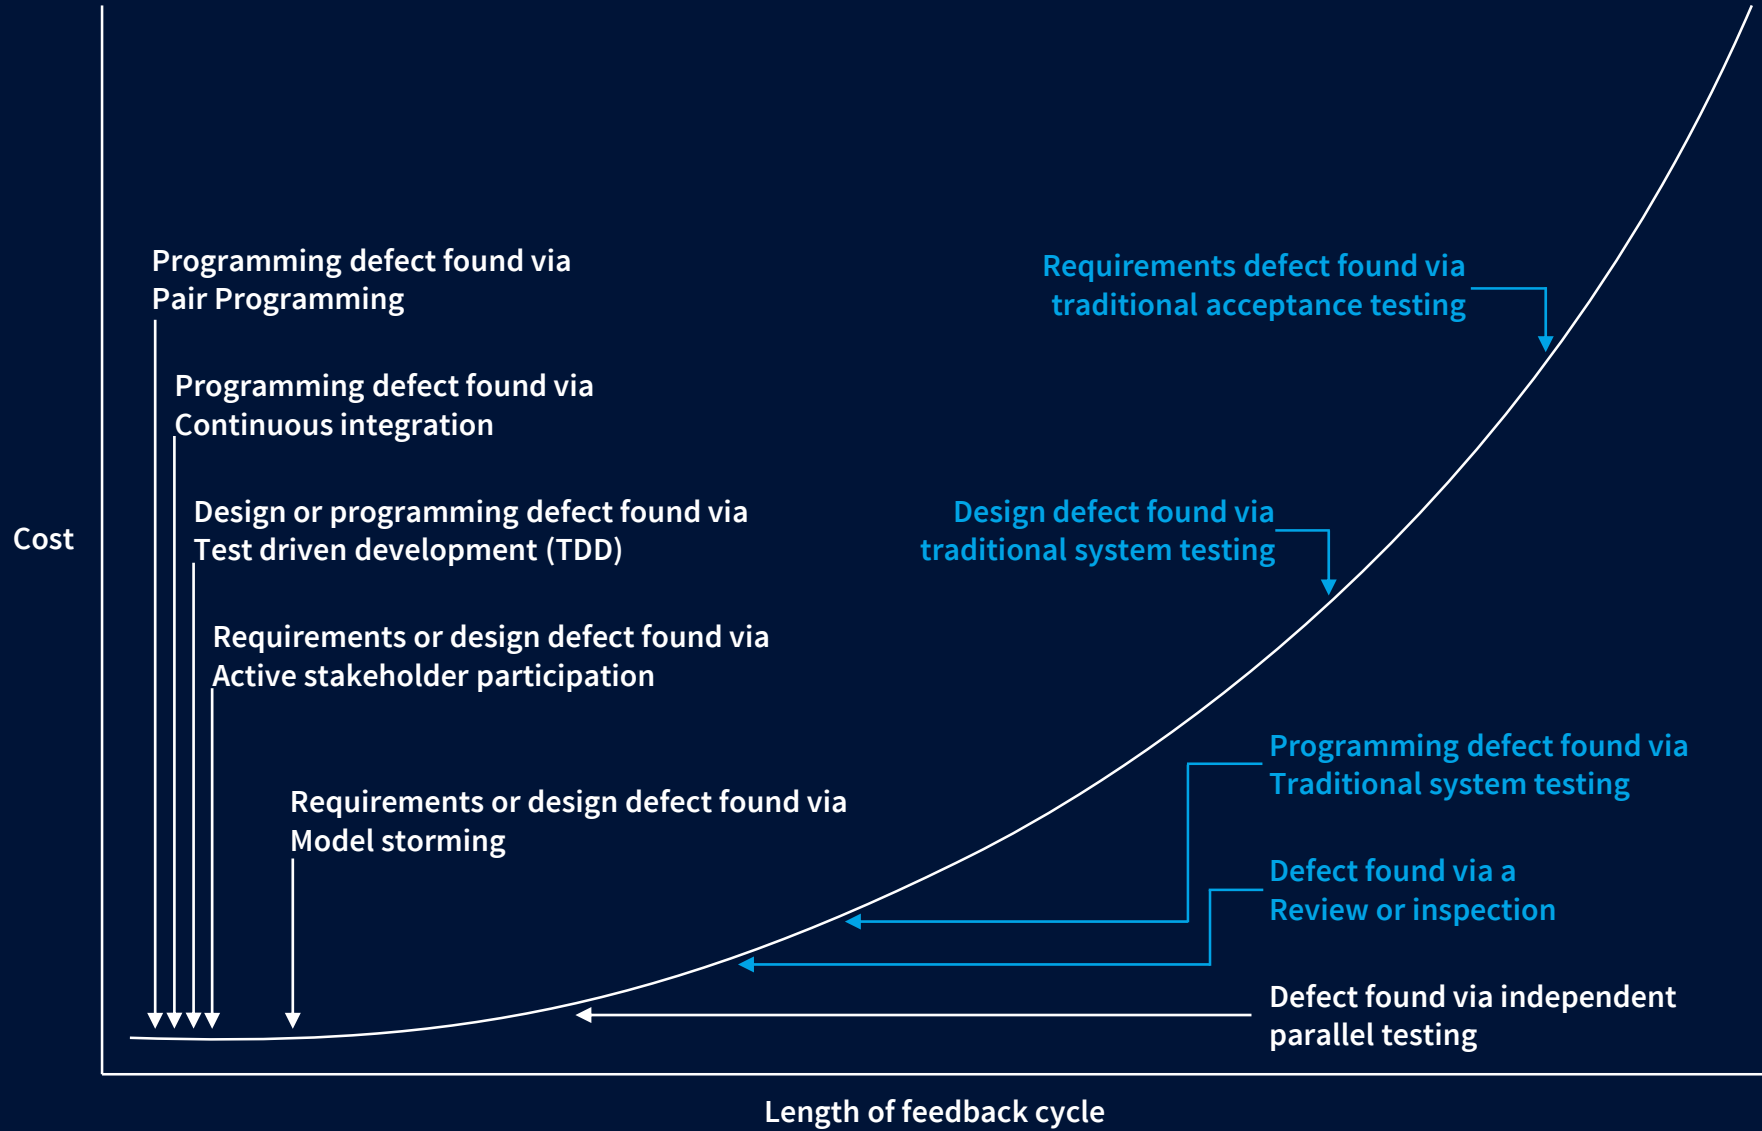 Programming defect found via
Pair Programming
Programming defect found via
Continuous integration
Design or programming defect found via
Test driven development (TDD)
Requirements or design defect found via
Active stakeholder participation
Requirements or design defect found via
Model storming
Cost
Requirements defect found via
traditional acceptance testing
Design defect found via
traditional system testing
Programming defect found via
Traditional system testing
Defect found via a
Review or inspection
Defect found via independent
parallel testing
Length of feedback cycle